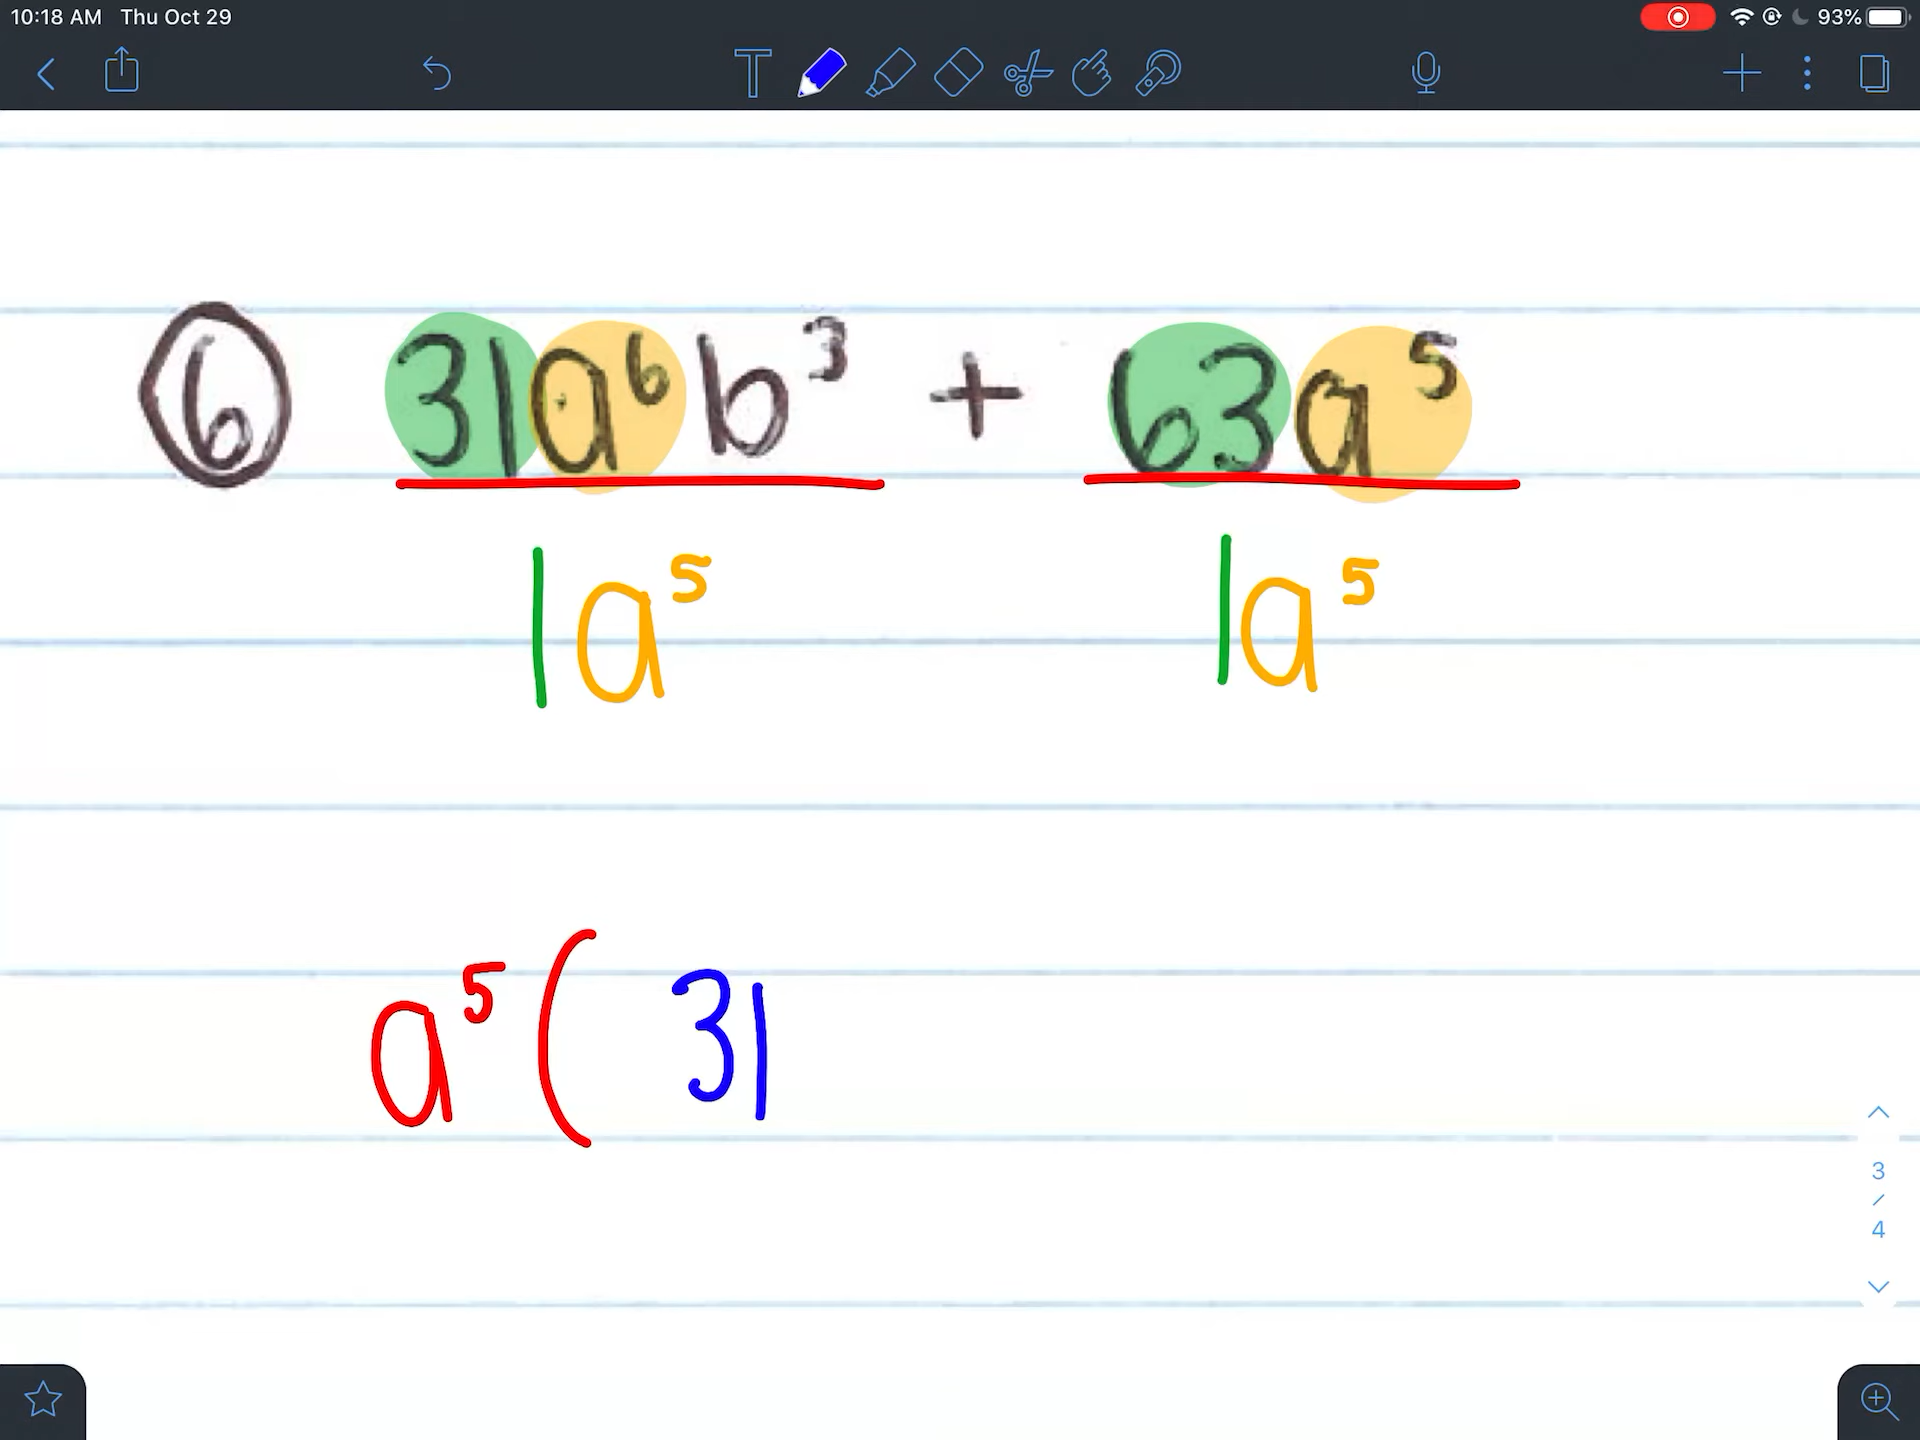 10:18 AM Thu Oct 29 93%
T
6 31a⁶b³ + 63a⁵
1a⁵ 1a⁵
a⁵( 31
3
/
4